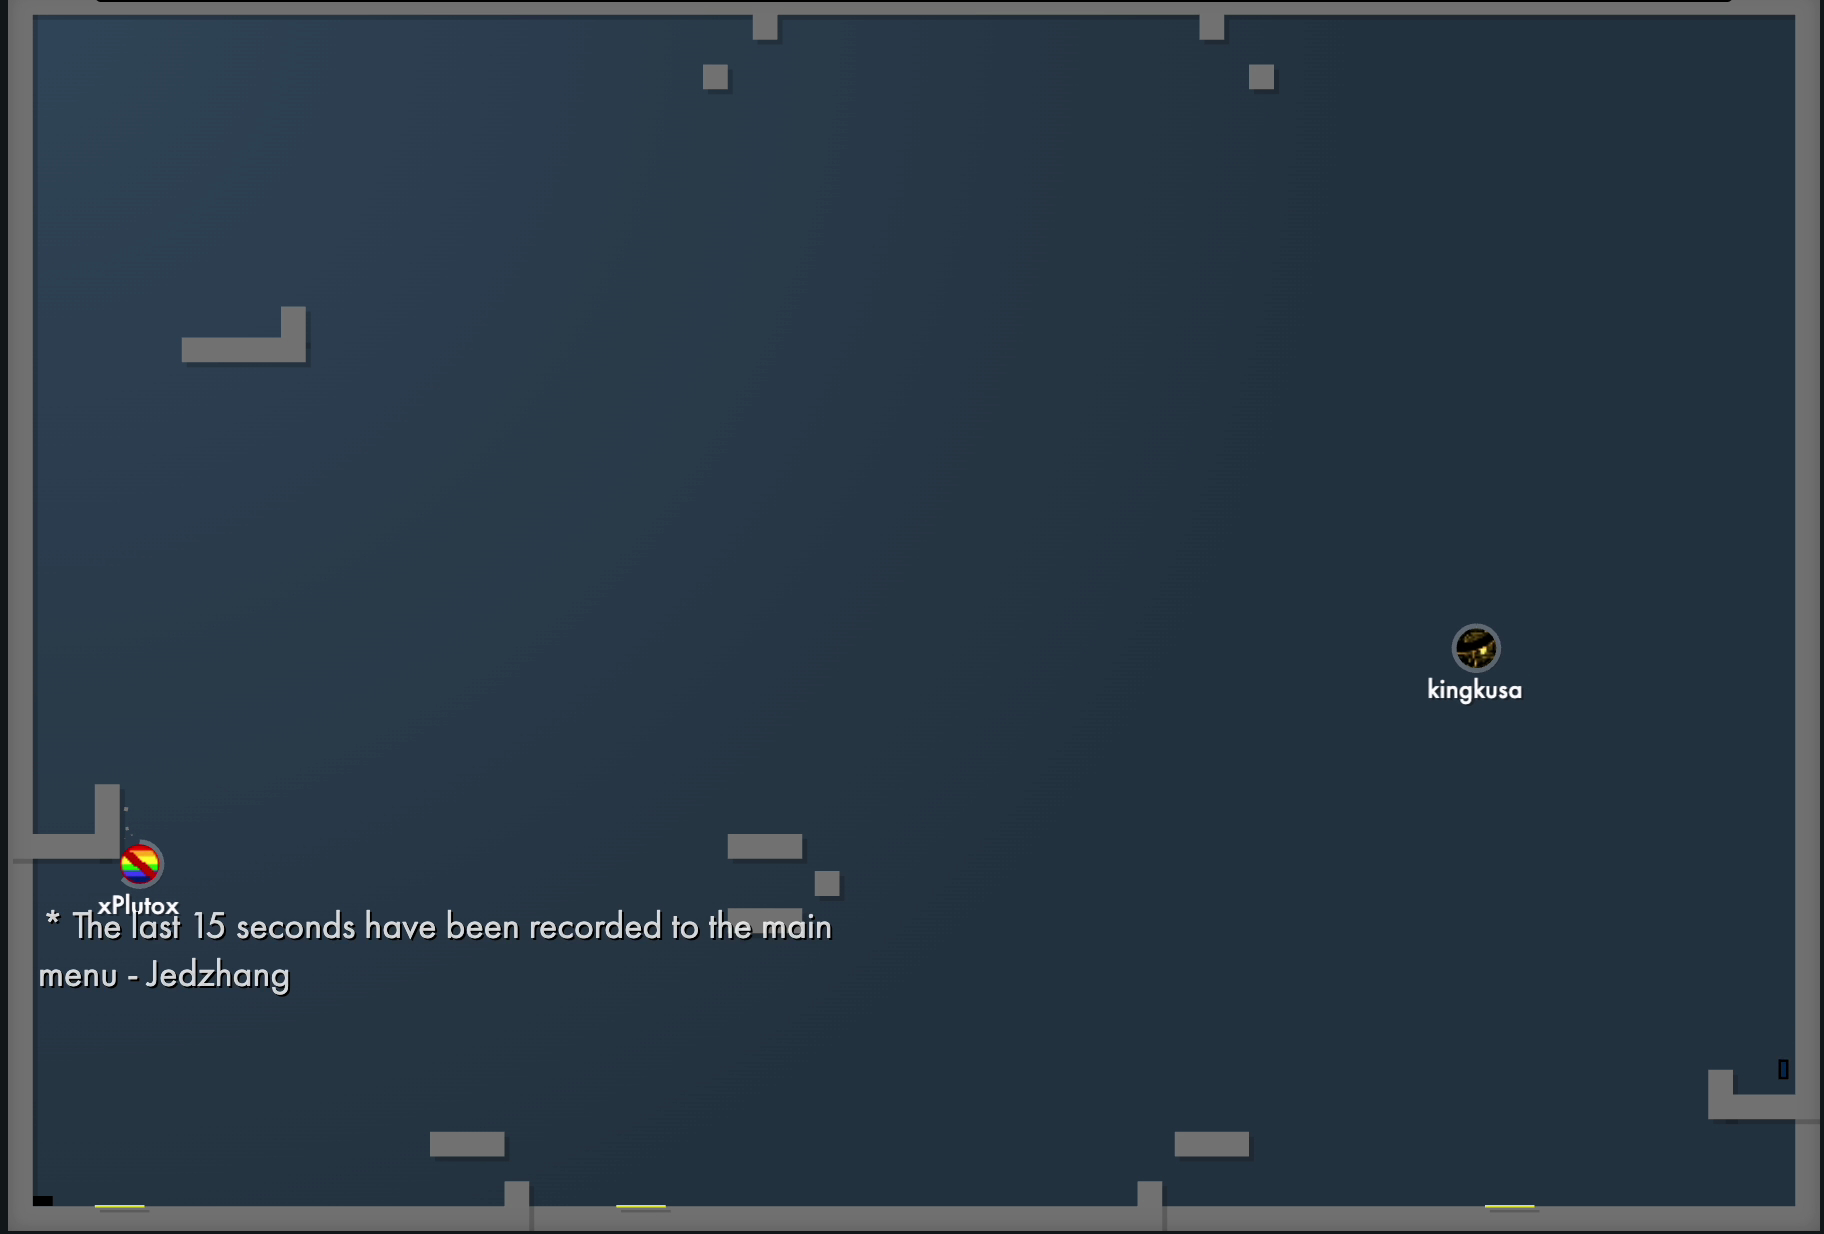 kingkusa
xPlutox
* The last 15 seconds have been recorded to the main
menu - Jedzhang